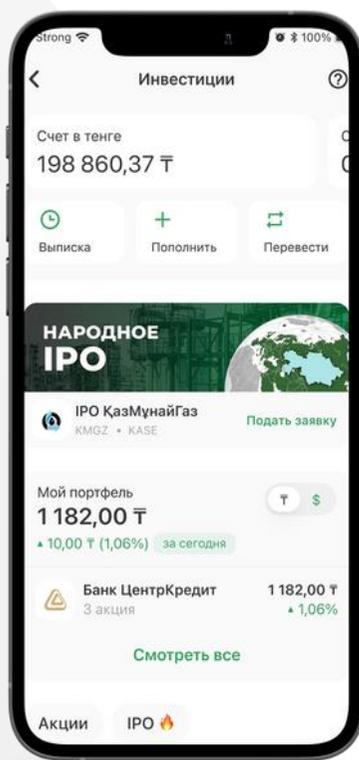 Strong 100%
Инвестиции
Счет в тенге
198 860,37 ₸
Выписка
Пополнить
Перевести
НАРОДНОЕ
IPO
IPO ҚазМұнайГаз
KMGZ • KASE
Подать заявку
Мой портфель
₸ $
1 182,00 ₸
10,00 ₸ (1,06%) за сегодня
Банк ЦентрКредит 1 182,00 ₸
3 акция 1,06%
Смотреть все
Акции IPO 🔥